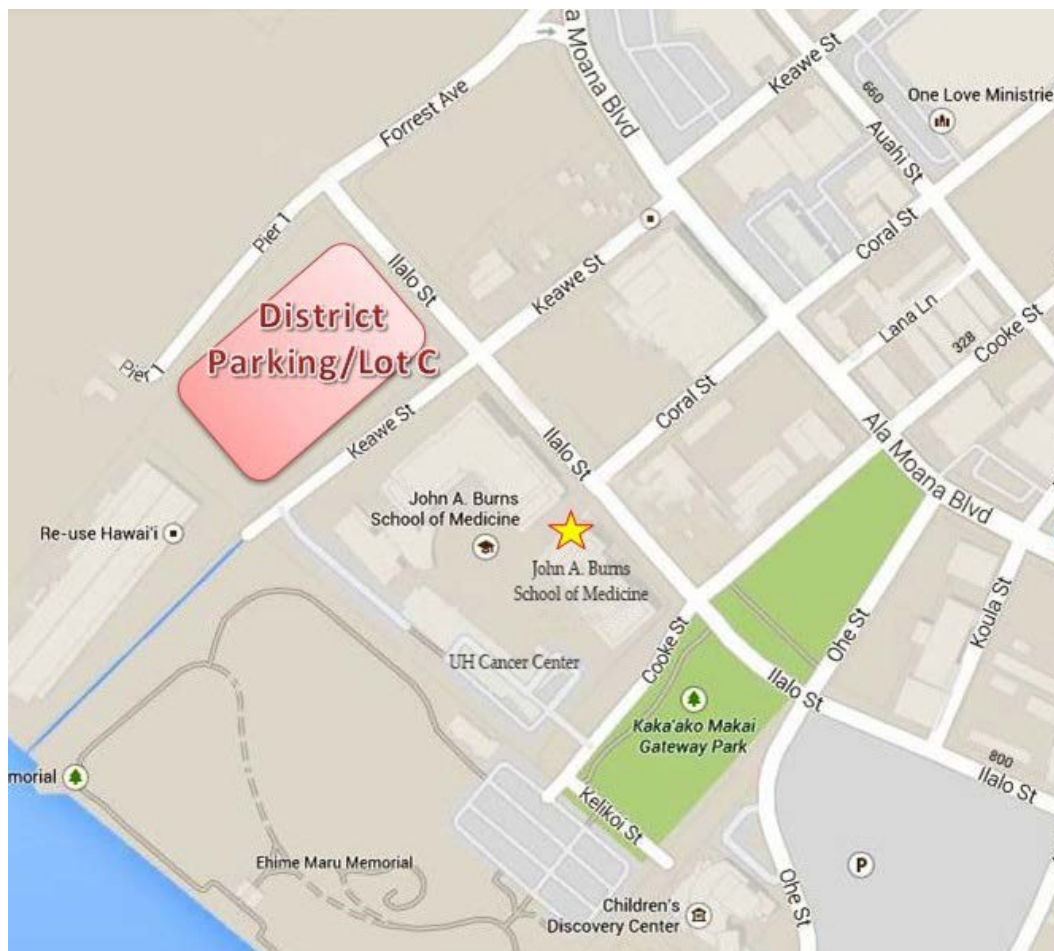 a Moana Blvd
Keawe St
660
One Love Ministrie
Auahi St
Forrest Ave
Coral St
Pier 1
Ilalo St
Keawe St
Lana Ln
328
Cooke St
District
Parking/Lot C
Pier 1
Coral St
Keawe St
Ilalo St
Ala Moana Blvd
John A. Burns
School of Medicine
Re-use Hawai'i
John A. Burns
School of Medicine
Koula St
Ohe St
Cooke St
UH Cancer Center
Ilalo St
Kaka'ako Makai
Gateway Park
800
Ilalo St
morial
Kelikoi St
Ehime Maru Memorial
P
Ohe St
Children's
Discovery Center